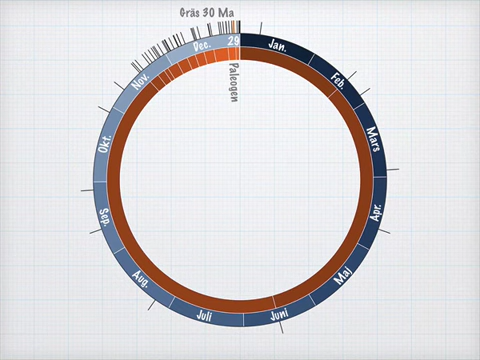 Gräs 30 Ma
29
Jan.
Feb.
Mars
Apr.
Maj
Juni
Juli
Aug.
Sep.
Okt.
Nov.
Dec.
Paleogen